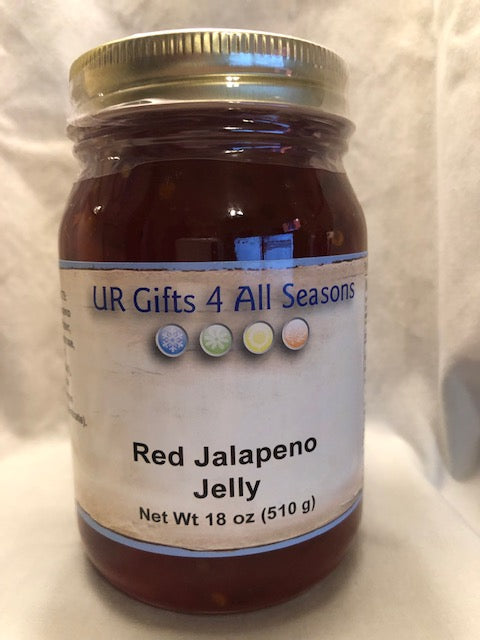 UR Gifts 4 All Seasons
Red Jalapeno
Jelly
Net Wt 18 oz (510 g)